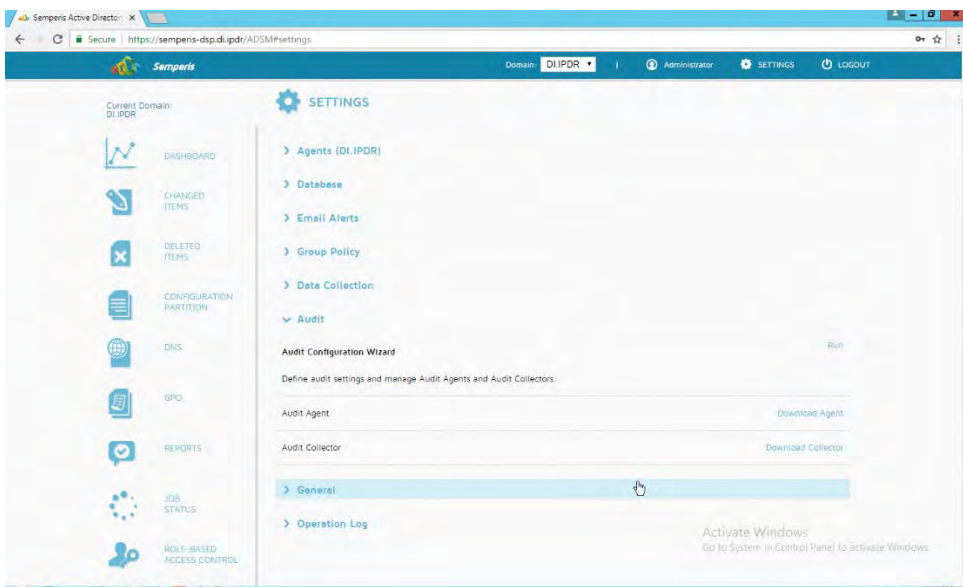 Semperis Active Director
Secure https://semperis-dsp.di.ipdr/ADSM#settings
Semperis
Domain: DI.IPDR
Administrator
SETTINGS
LOGOUT
Current Domain:
DI.IPDR
DASHBOARD
CHANGED
ITEMS
DELETED
ITEMS
CONFIGURATION
PARTITION
DNS
GPO
REPORTS
JOB
STATUS
ROLE-BASED
ACCESS CONTROL
SETTINGS
Agents (DI.IPDR)
Database
Email Alerts
Group Policy
Data Collection
Audit
Audit Configuration Wizard
Run
Define audit settings and manage Audit Agents and Audit Collectors.
Audit Agent
Download Agent
Audit Collector
Download Collector
General
Operation Log
Activate Windows
Go to System in Control Panel to activate Windows.